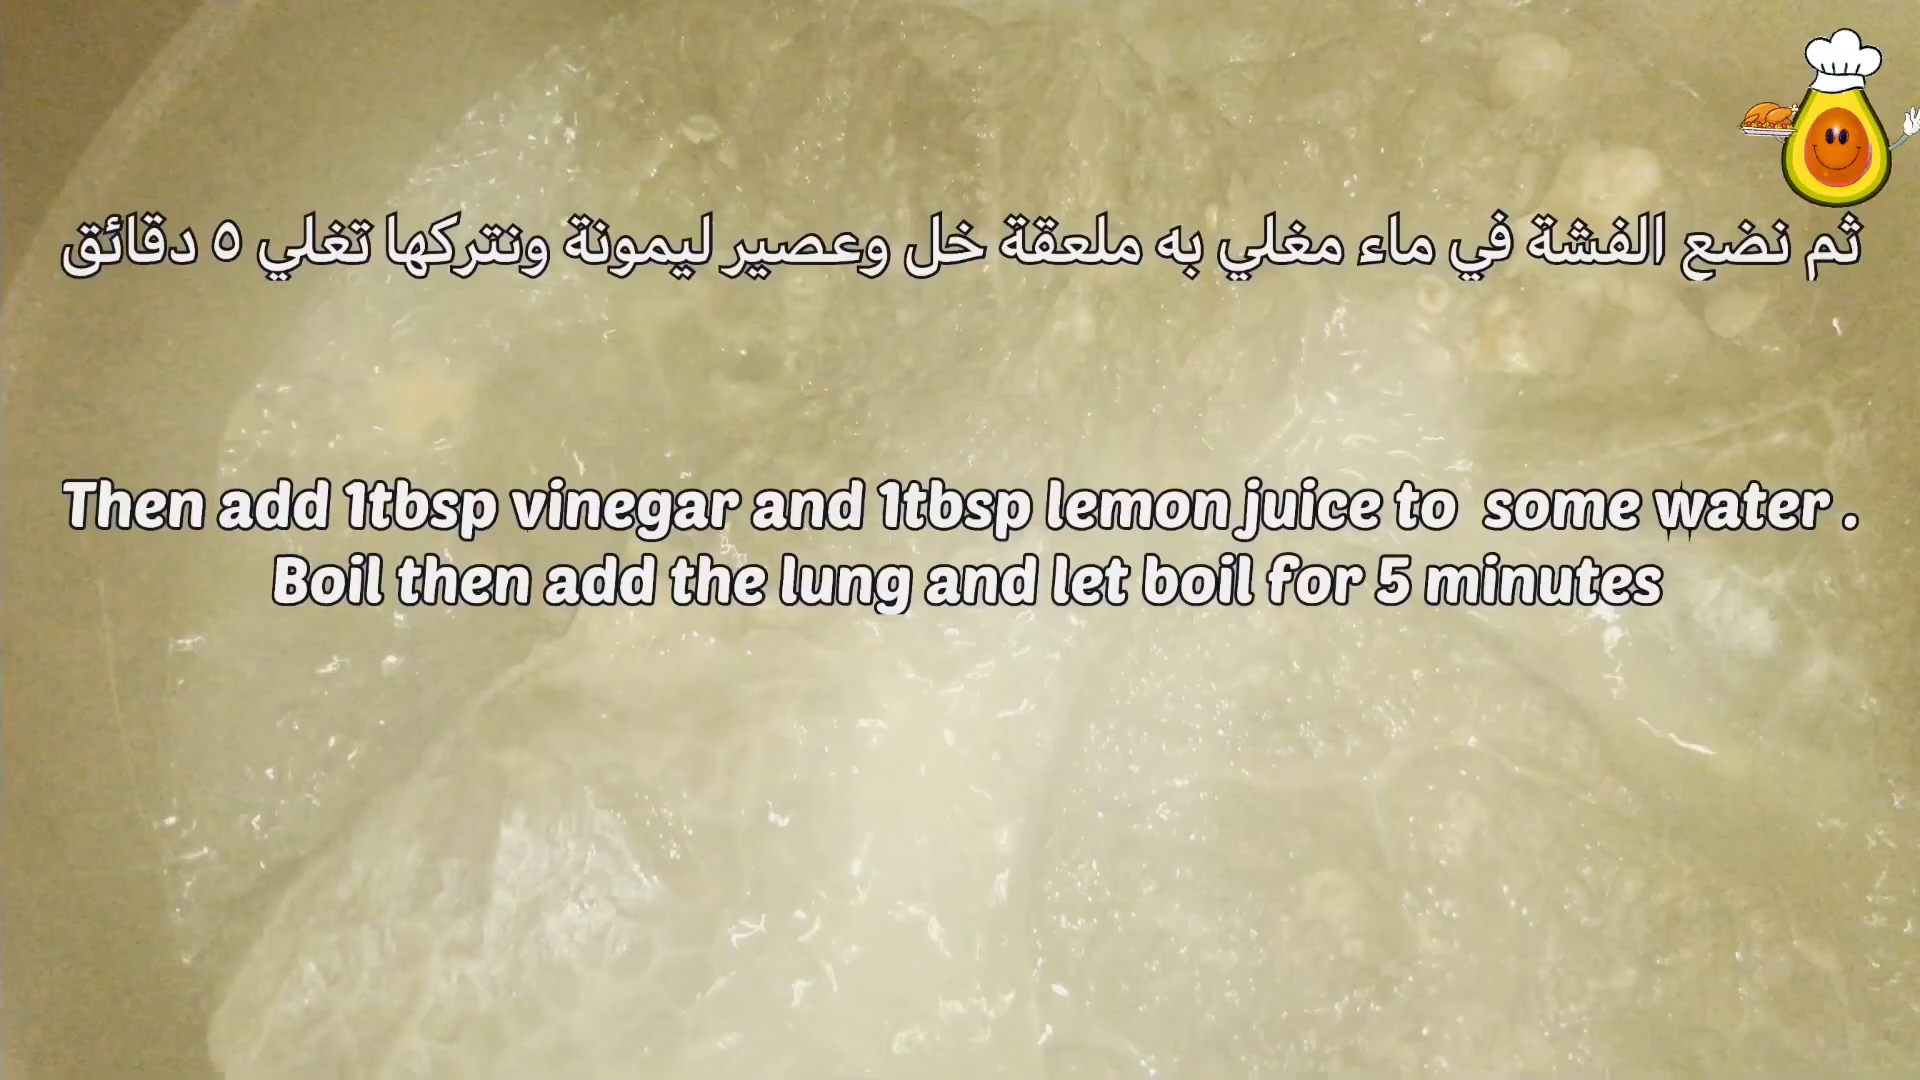 ثم نضع الفشة في ماء مغلي به ملعقة خل وعصير ليمونة ونتركها تغلي ٥ دقائق
Then add 1tbsp vinegar and 1tbsp lemon juice to  some water .
Boil then add the lung and let boil for 5 minutes